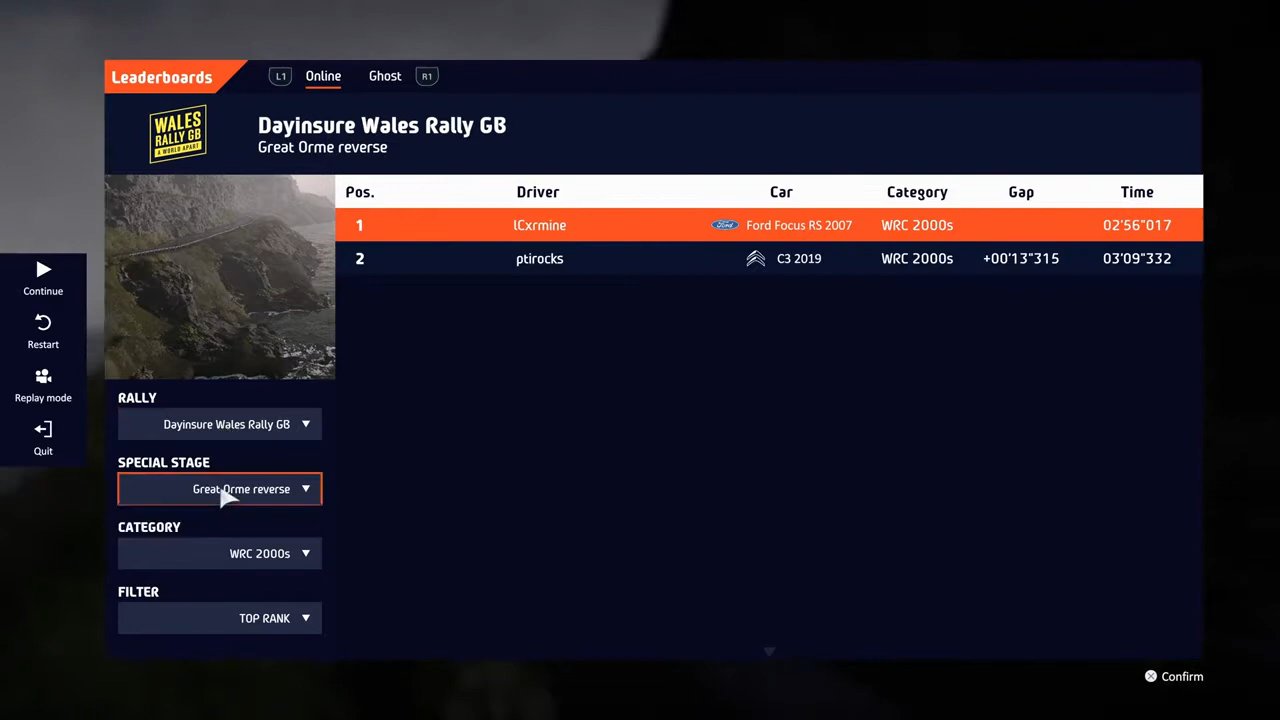 Leaderboards
L1 Online Ghost R1
WALES
RALLY GB
A WORLD APART
Dayinsure Wales Rally GB
Great Orme reverse
Pos. Driver Car Category Gap Time
1 lCxrmine Ford Ford Focus RS 2007 WRC 2000s 02'56"017
2 ptirocks C3 2019 WRC 2000s +00'13"315 03'09"332
Continue
Restart
Replay mode
Quit
RALLY
Dayinsure Wales Rally GB
SPECIAL STAGE
Great Orme reverse
CATEGORY
WRC 2000s
FILTER
TOP RANK
Confirm